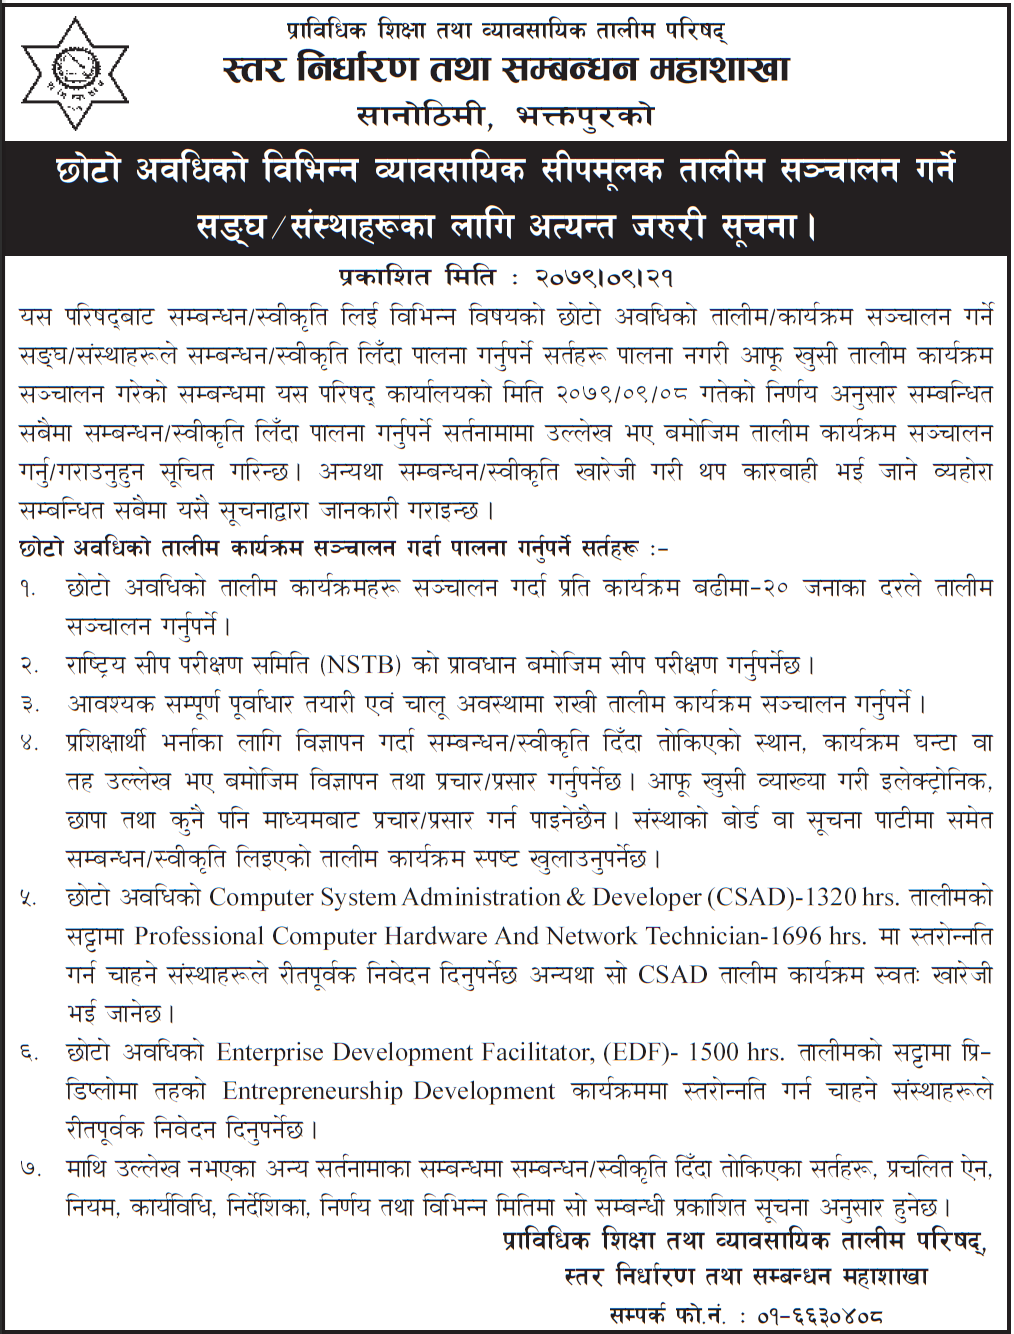 प्राविधिक शिक्षा तथा व्यावसायिक तालीम परिषद्
स्तर निर्धारण तथा सम्बन्धन महाशाखा
सानोठिमी, भक्तपुरको
छोटो अवधिको विभिन्न व्यावसायिक सीपमूलक तालीम सञ्चालन गर्ने
सङ्घ/संस्थाहरूका लागि अत्यन्त जरुरी सूचना।
प्रकाशित मिति : २०७९।०९।२१
यस परिषद्बाट सम्बन्धन/स्वीकृति लिई विभिन्न विषयको छोटो अवधिको तालीम/कार्यक्रम सञ्चालन गर्ने
सङ्घ/संस्थाहरूले सम्बन्धन/स्वीकृति लिँदा पालना गर्नुपर्ने सर्तहरू पालना नगरी आफू खुसी तालीम कार्यक्रम
सञ्चालन गरेको सम्बन्धमा यस परिषद् कार्यालयको मिति २०७९/०९/०८ गतेको निर्णय अनुसार सम्बन्धित
सबैमा सम्बन्धन/स्वीकृति लिँदा पालना गर्नुपर्ने सर्तनामामा उल्लेख भए बमोजिम तालीम कार्यक्रम सञ्चालन
गर्नु/गराउनुहुन सूचित गरिन्छ। अन्यथा सम्बन्धन/स्वीकृति खारेजी गरी थप कारबाही भई जाने व्यहोरा
सम्बन्धित सबैमा यसै सूचनाद्वारा जानकारी गराइन्छ।
छोटो अवधिको तालीम कार्यक्रम सञ्चालन गर्दा पालना गर्नुपर्ने सर्तहरू :-
१. छोटो अवधिको तालीम कार्यक्रमहरू सञ्चालन गर्दा प्रति कार्यक्रम बढीमा-२० जनाका दरले तालीम
सञ्चालन गर्नुपर्ने।
२. राष्ट्रिय सीप परीक्षण समिति (NSTB) को प्रावधान बमोजिम सीप परीक्षण गर्नुपर्नेछ।
३. आवश्यक सम्पूर्ण पूर्वाधार तयारी एवं चालू अवस्थामा राखी तालीम कार्यक्रम सञ्चालन गर्नुपर्ने।
४. प्रशिक्षार्थी भर्नाका लागि विज्ञापन गर्दा सम्बन्धन/स्वीकृति दिँदा तोकिएको स्थान, कार्यक्रम घन्टा वा
तह उल्लेख भए बमोजिम विज्ञापन तथा प्रचार/प्रसार गर्नुपर्नेछ। आफू खुसी व्याख्या गरी इलेक्ट्रोनिक,
छापा तथा कुनै पनि माध्यमबाट प्रचार/प्रसार गर्न पाइनेछैन। संस्थाको बोर्ड वा सूचना पाटीमा समेत
सम्बन्धन/स्वीकृति लिइएको तालीम कार्यक्रम स्पष्ट खुलाउनुपर्नेछ।
५. छोटो अवधिको Computer System Administration & Developer (CSAD)-1320 hrs. तालीमको
सट्टामा Professional Computer Hardware And Network Technician-1696 hrs. मा स्तरोन्नति
गर्न चाहने संस्थाहरूले रीतपूर्वक निवेदन दिनुपर्नेछ अन्यथा सो CSAD तालीम कार्यक्रम स्वतः खारेजी
भई जानेछ।
६. छोटो अवधिको Enterprise Development Facilitator, (EDF)- 1500 hrs. तालीमको सट्टामा प्रि-
डिप्लोमा तहको Entrepreneurship Development कार्यक्रममा स्तरोन्नति गर्न चाहने संस्थाहरूले
रीतपूर्वक निवेदन दिनुपर्नेछ।
७. माथि उल्लेख नभएका अन्य सर्तनामाका सम्बन्धमा सम्बन्धन/स्वीकृति दिँदा तोकिएका सर्तहरू, प्रचलित ऐन,
नियम, कार्यविधि, निर्देशिका, निर्णय तथा विभिन्न मितिमा सो सम्बन्धी प्रकाशित सूचना अनुसार हुनेछ।
प्राविधिक शिक्षा तथा व्यावसायिक तालीम परिषद्,
स्तर निर्धारण तथा सम्बन्धन महाशाखा
सम्पर्क फो.नं. : ०१-६६३०४०८